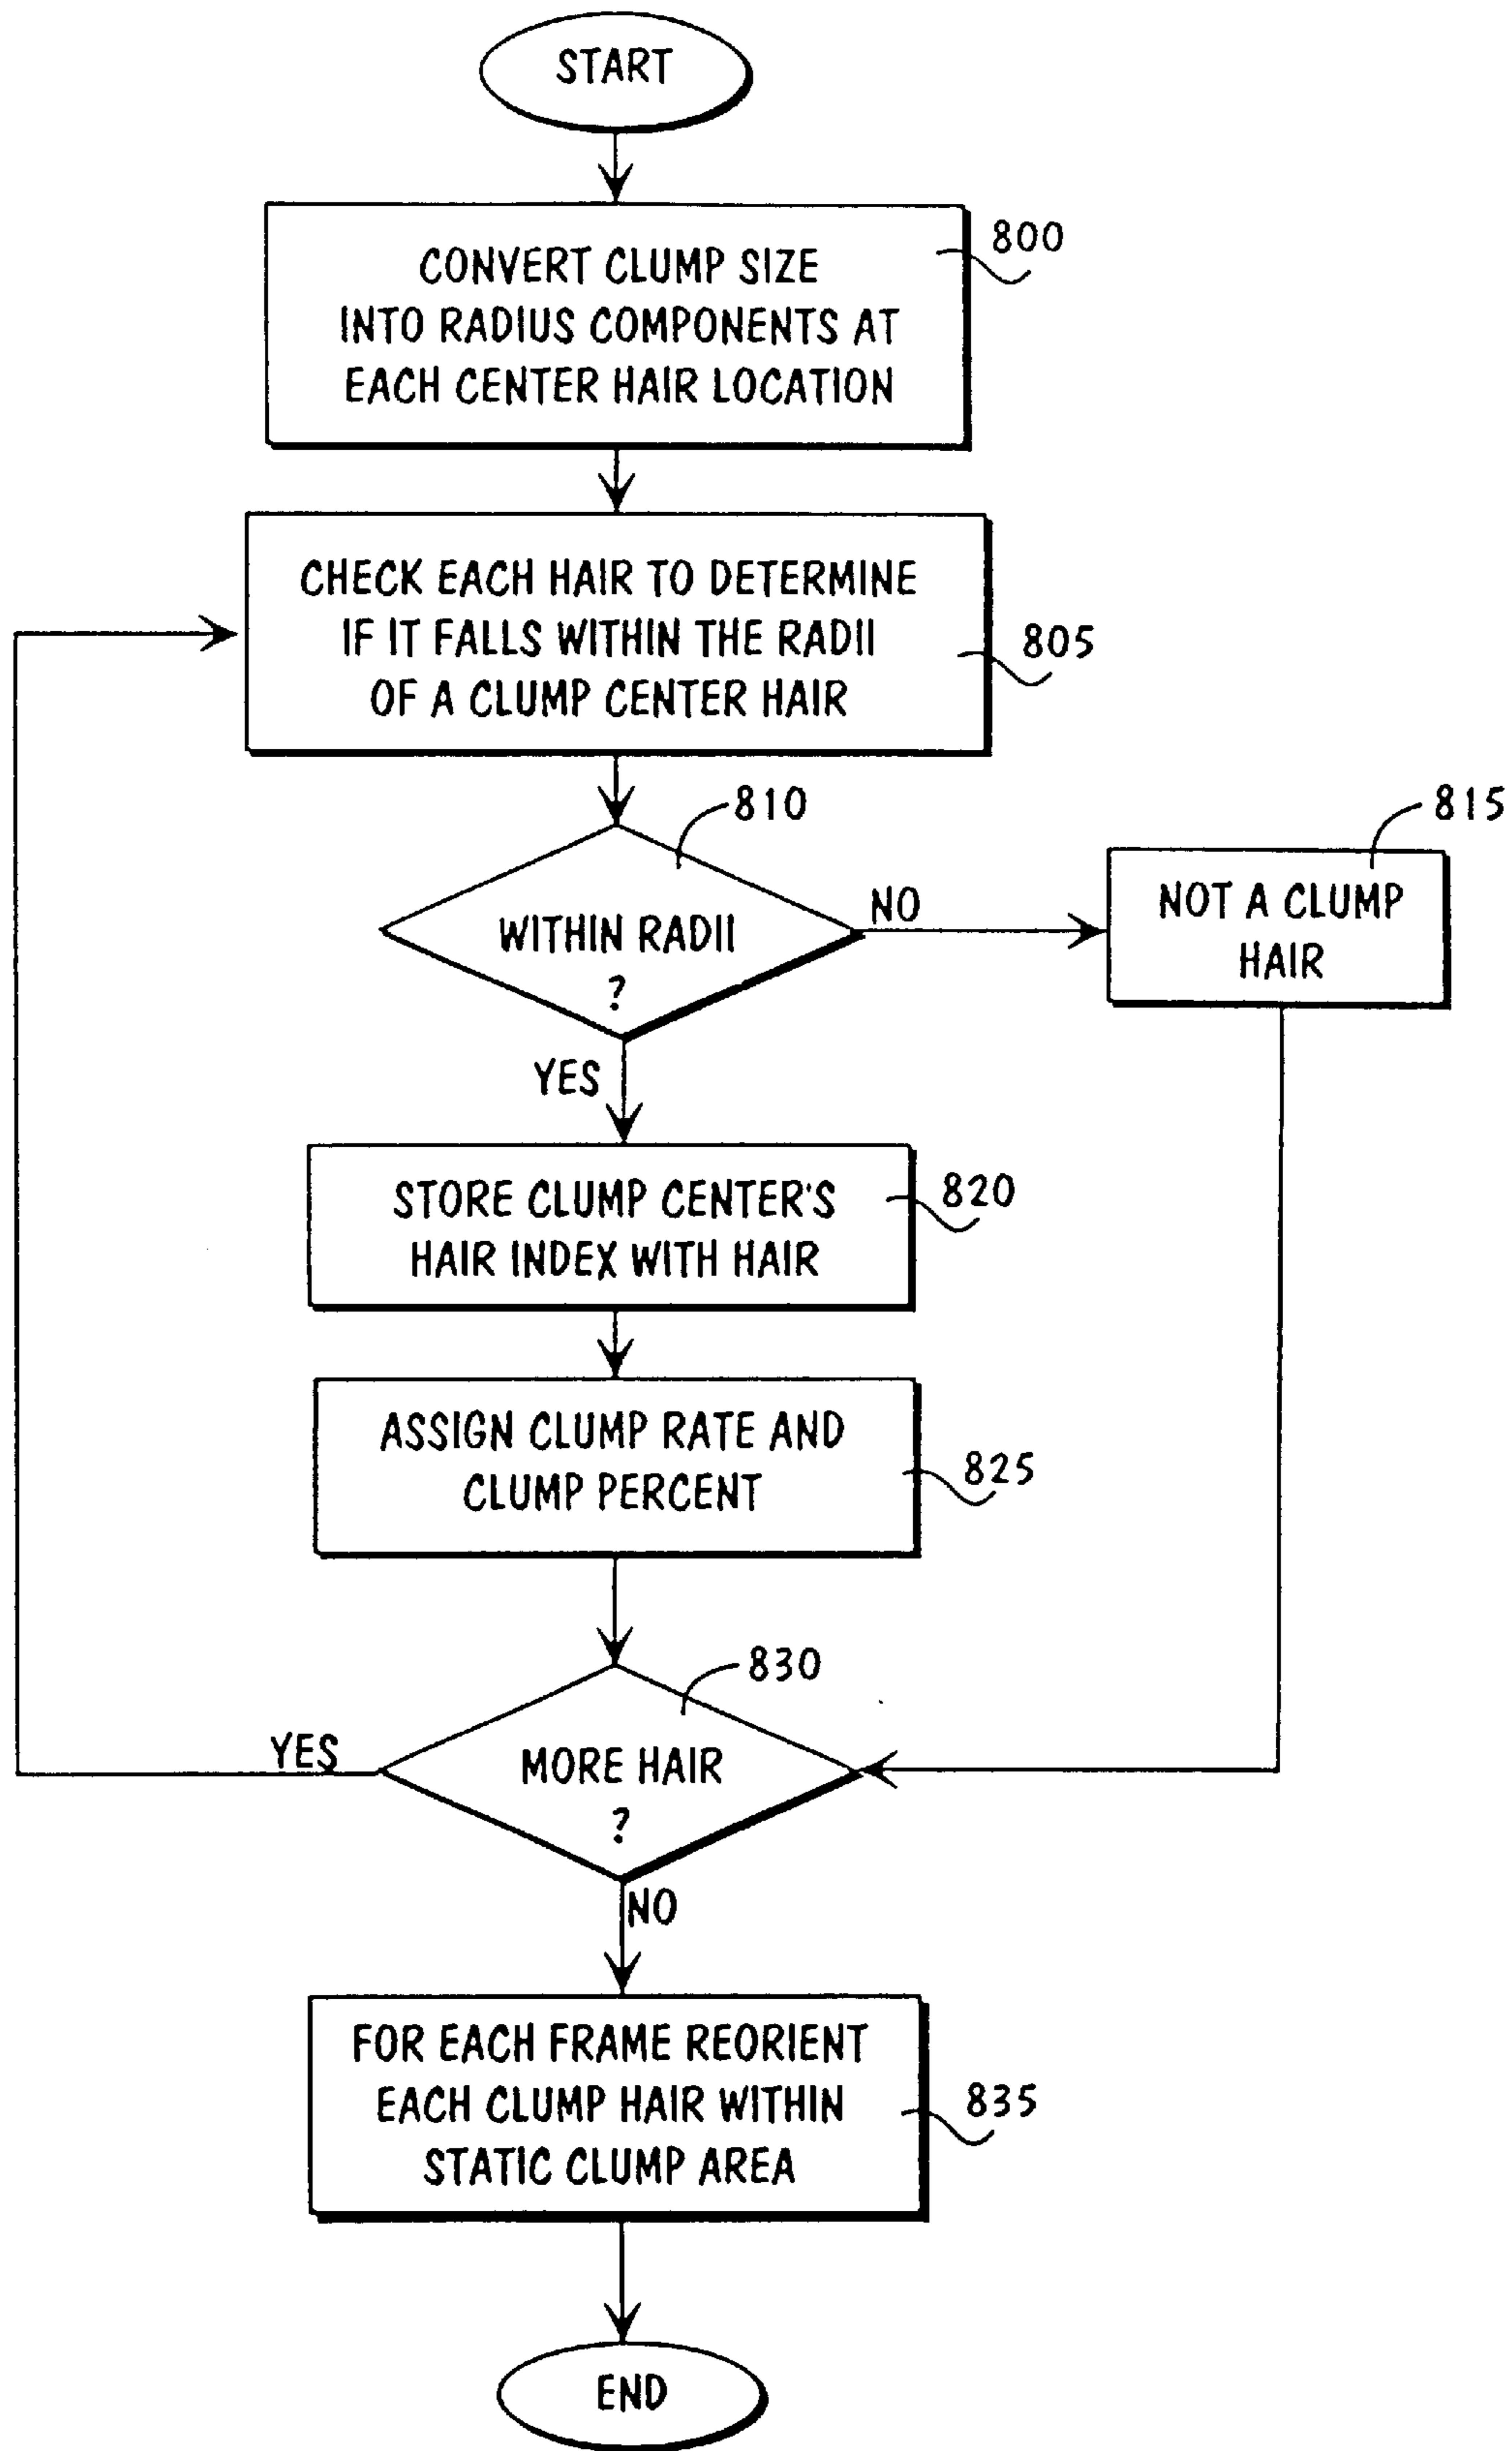 START
CONVERT CLUMP SIZE
INTO RADIUS COMPONENTS AT
EACH CENTER HAIR LOCATION
800
CHECK EACH HAIR TO DETERMINE
IF IT FALLS WITHIN THE RADII
OF A CLUMP CENTER HAIR
805
810
WITHIN RADII
?
NO
815
NOT A CLUMP
HAIR
YES
STORE CLUMP CENTER'S
HAIR INDEX WITH HAIR
820
ASSIGN CLUMP RATE AND
CLUMP PERCENT
825
830
MORE HAIR
?
YES
NO
FOR EACH FRAME REORIENT
EACH CLUMP HAIR WITHIN
STATIC CLUMP AREA
835
END